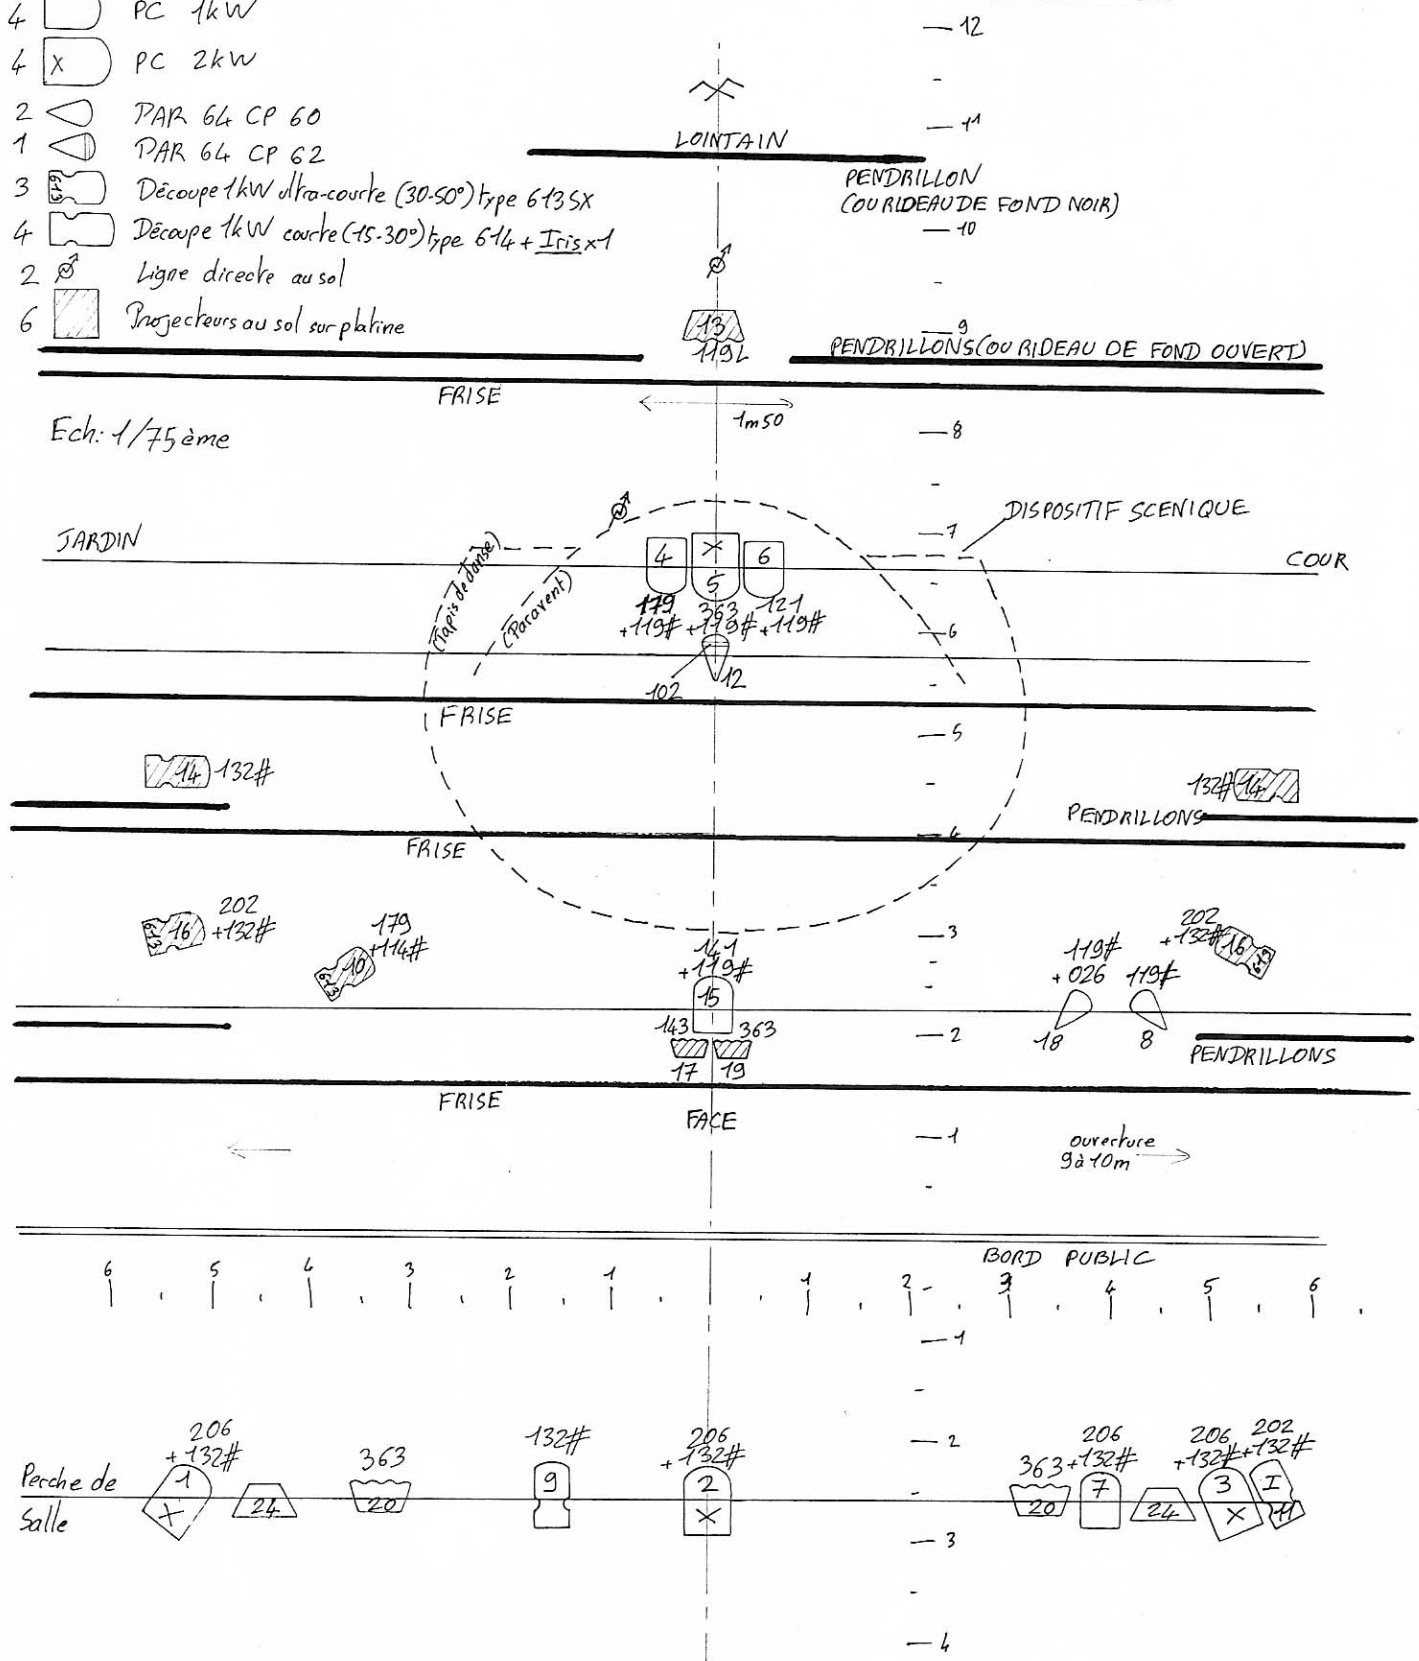 4 PC 1kW
4 X PC 2kW
2 PAR 64 CP 60
1 PAR 64 CP 62
3 613 Découpe 1kW ultra-courte (30-50°) type 613SX
4 Découpe 1kW courte (15-30°) type 614 + Iris x1
2 Ligne directe au sol
6 Projecteurs au sol sur platine
12
11
LOINTAIN
PENDRILLON
(OU RIDEAU DE FOND NOIR)
10
9
13
119L
PENDRILLONS (OU RIDEAU DE FOND OUVERT)
FRISE
1m50
Ech: 1/75ème
8
DISPOSITIF SCENIQUE
7
JARDIN
COUR
(Tapis de danse)
(Paravent)
4 X 5 6
179 363 121
+119# +119# +119#
6
102 12
FRISE
5
14 132#
132# 14
PENDRILLONS
4
FRISE
202
+132#
613 16
179
+114#
613 10
3
141
+119#
15
119#
+026
119#
202
+132#
16 613
143 363
2
18 8
17 19
PENDRILLONS
FRISE
FACE
1
ouverture
9 à 10m
BORD PUBLIC
6 5 4 3 2 1 1 2 3 4 5 6
1
2
206
+132#
363
132#
206
+132#
363
206
+132#
206
+132#
202
+132#
Perche de
Salle
1 X 24 20 9 2 X 20 7 24 3 X I 11
3
4